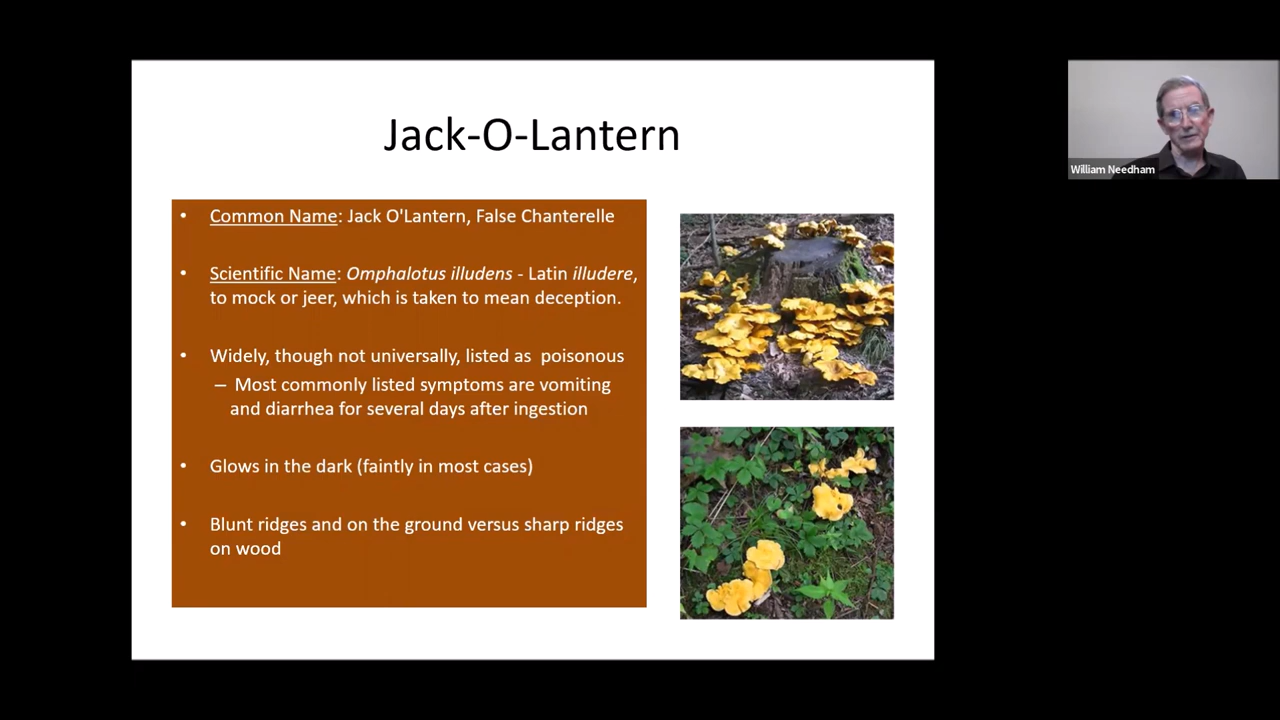 Jack-O-Lantern
• Common Name: Jack O'Lantern, False Chanterelle
• Scientific Name: Omphalotus illudens - Latin illudere,
to mock or jeer, which is taken to mean deception.
• Widely, though not universally, listed as  poisonous
– Most commonly listed symptoms are vomiting
and diarrhea for several days after ingestion
• Glows in the dark (faintly in most cases)
• Blunt ridges and on the ground versus sharp ridges
on wood
William Needham